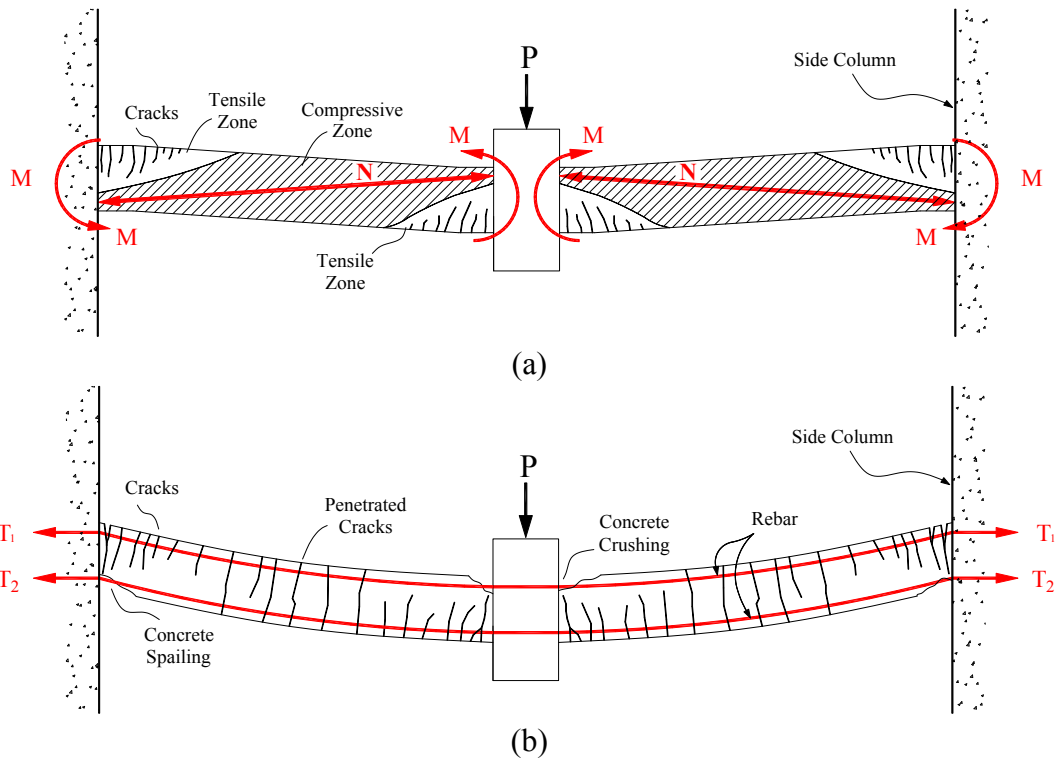 P
Side Column
Tensile
Zone
Compressive
Zone
Cracks
M
M
N
N
M
M
M
M
Tensile
Zone
(a)
Side Column
P
Cracks
Penetrated
Cracks
Concrete
Crushing
Rebar
T₁
T₁
T₂
T₂
Concrete
Spailing
(b)